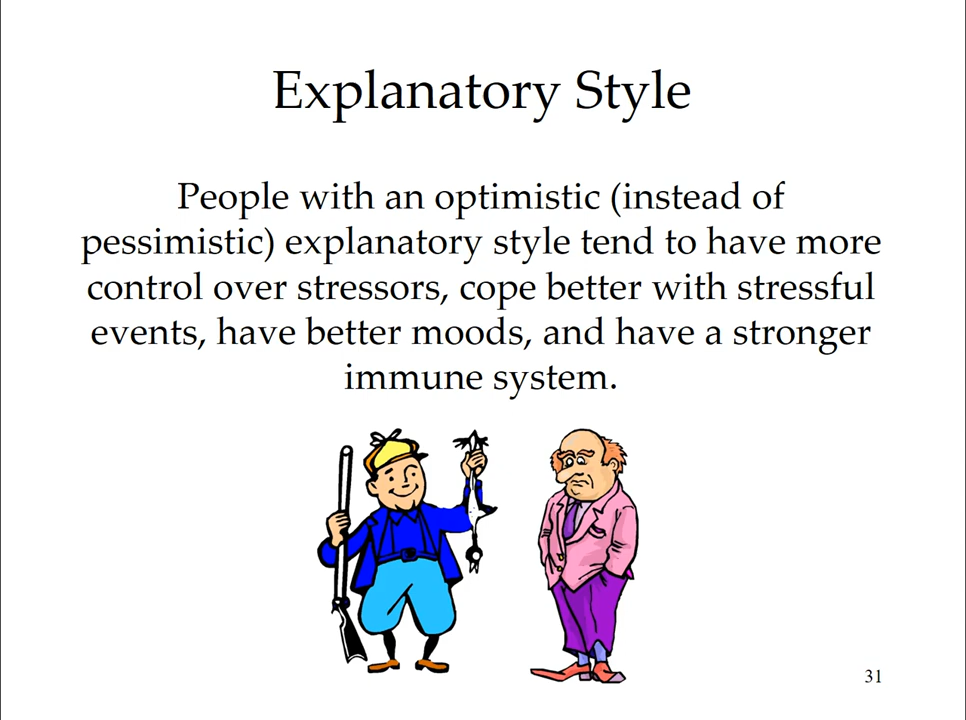 Explanatory Style
People with an optimistic (instead of
pessimistic) explanatory style tend to have more
control over stressors, cope better with stressful
events, have better moods, and have a stronger
immune system.
31